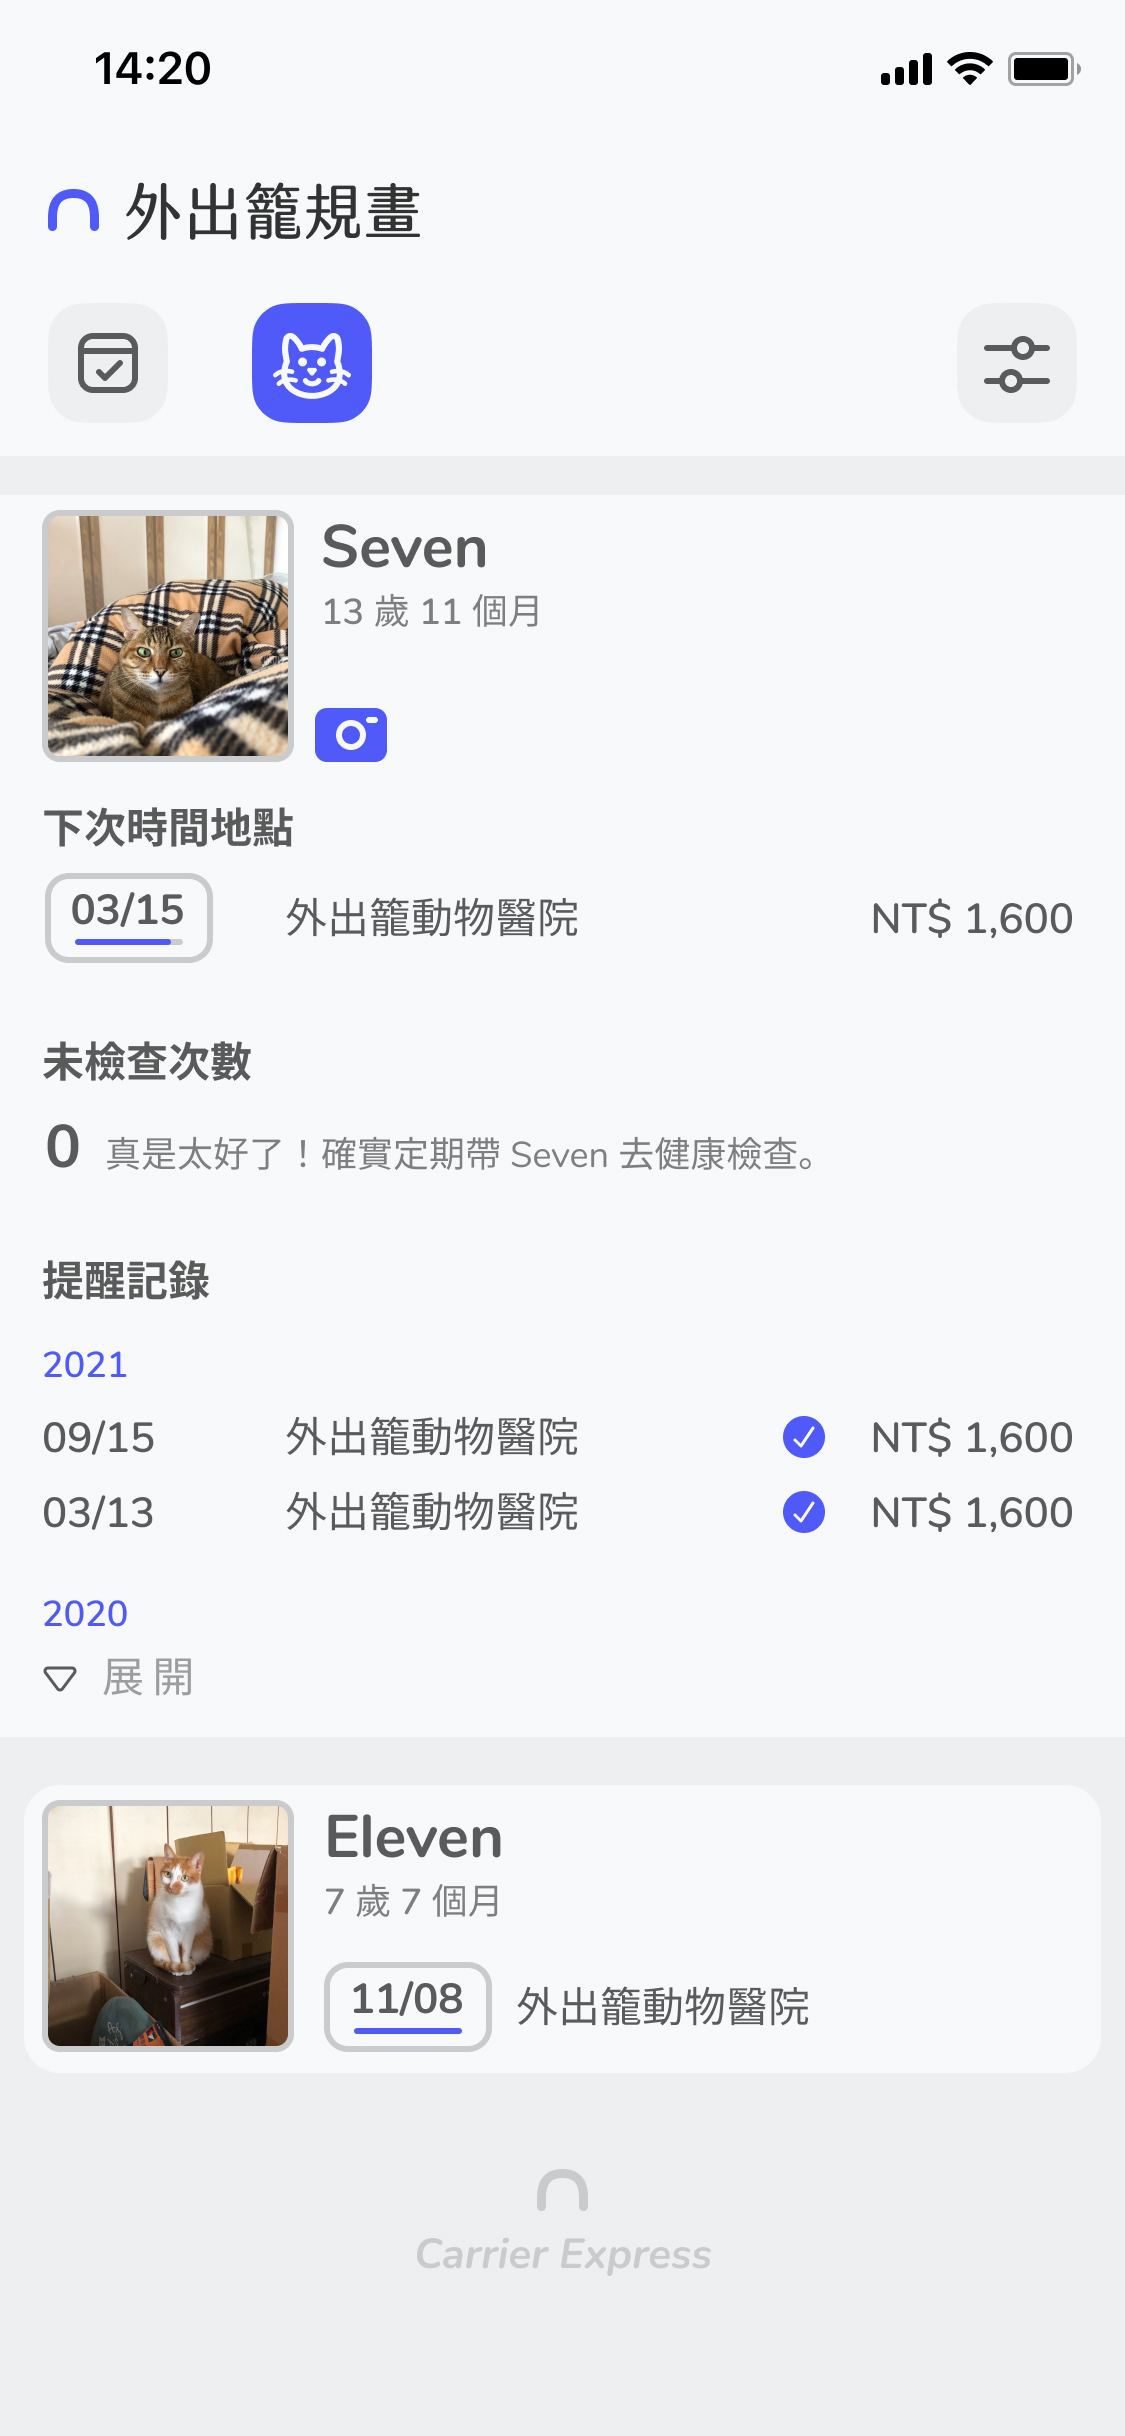 14:20
外出籠規畫
Seven
13 歲 11 個月
下次時間地點
03/15 外出籠動物醫院 NT$ 1,600
未檢查次數
0 真是太好了！確實定期帶 Seven 去健康檢查。
提醒記錄
2021
09/15 外出籠動物醫院 NT$ 1,600
03/13 外出籠動物醫院 NT$ 1,600
2020
展開
Eleven
7 歲 7 個月
11/08 外出籠動物醫院
Carrier Express